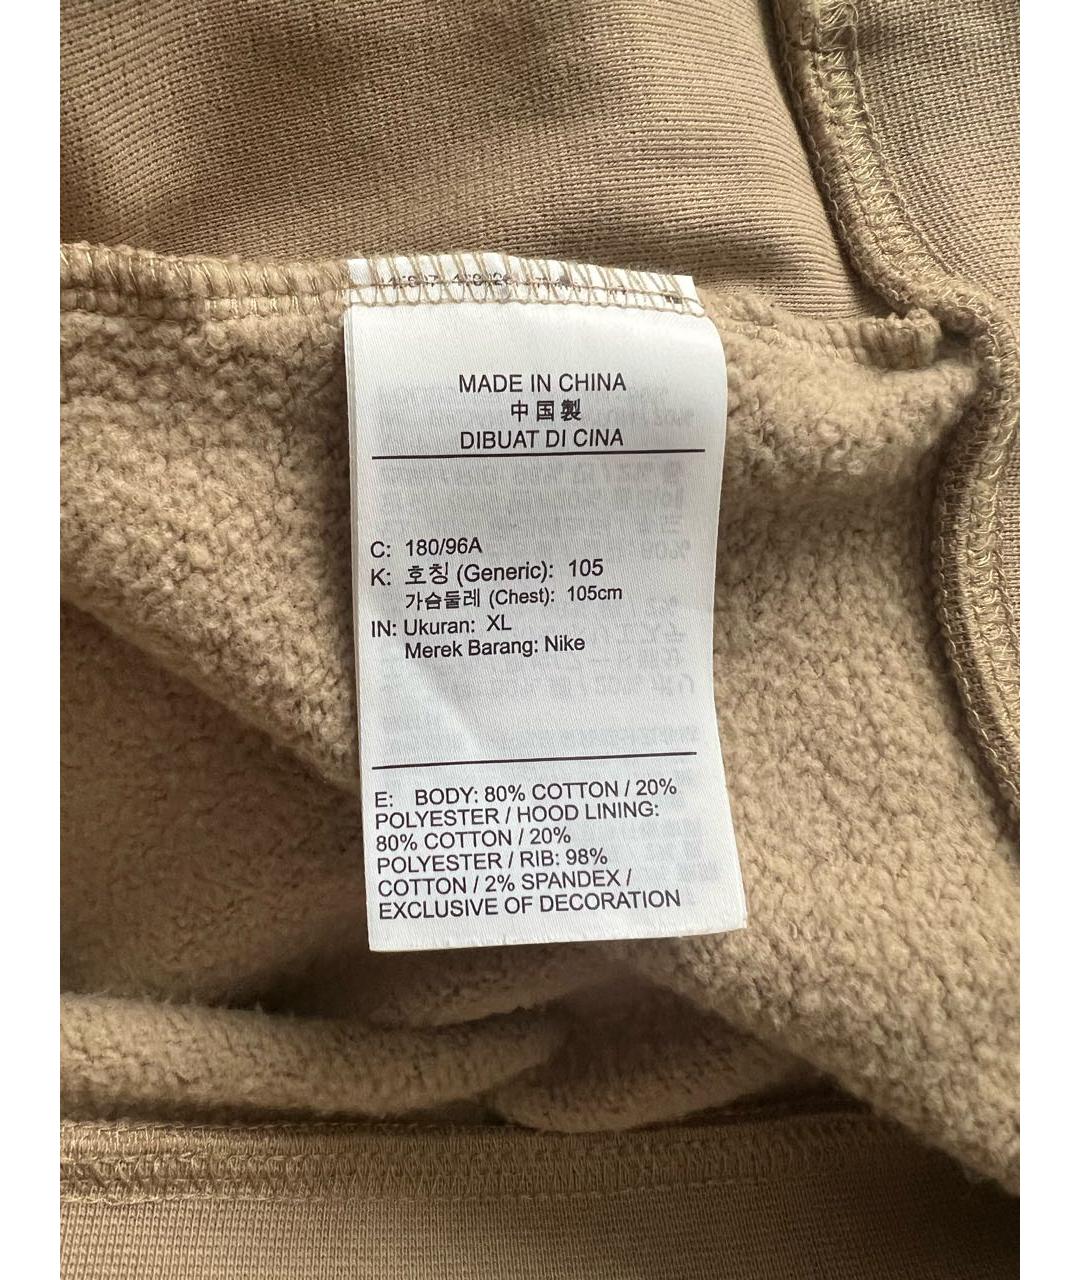 MADE IN CHINA
中国製
DIBUAT DI CINA
C: 180/96A
K: 호칭 (Generic): 105
가슴둘레 (Chest): 105cm
IN: Ukuran: XL
Merek Barang: Nike
E: BODY: 80% COTTON / 20%
POLYESTER / HOOD LINING:
80% COTTON / 20%
POLYESTER / RIB: 98%
COTTON / 2% SPANDEX /
EXCLUSIVE OF DECORATION